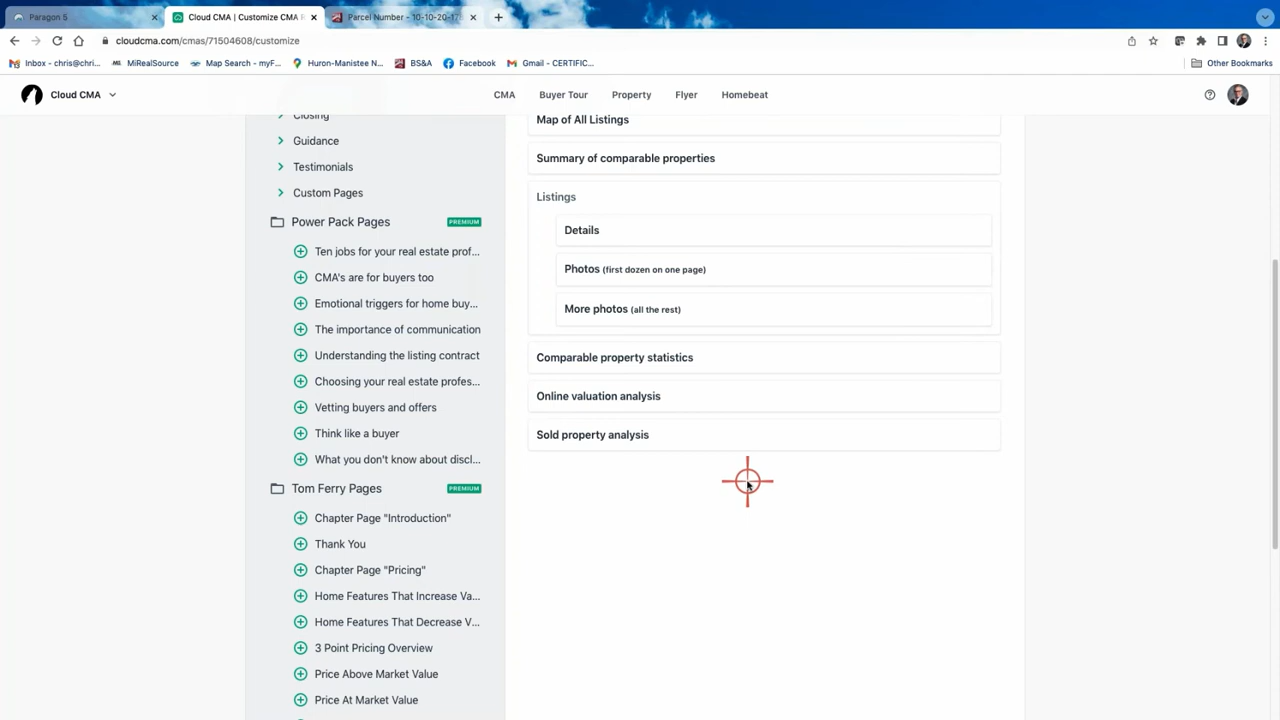 Paragon 5
Cloud CMA | Customize CMA R
Parcel Number - 10-10-20-17
cloudcma.com/cmas/71504608/customize
Inbox - chris@chri...
MiRealSource
Map Search - myF...
Huron-Manistee N...
BS&A
Facebook
Gmail - CERTIFIC...
Other Bookmarks
Cloud CMA
CMA
Buyer Tour
Property
Flyer
Homebeat
Closing
Guidance
Testimonials
Custom Pages
Power Pack Pages
PREMIUM
Ten jobs for your real estate prof...
CMA's are for buyers too
Emotional triggers for home buy...
The importance of communication
Understanding the listing contract
Choosing your real estate profes...
Vetting buyers and offers
Think like a buyer
What you don't know about discl...
Tom Ferry Pages
PREMIUM
Chapter Page "Introduction"
Thank You
Chapter Page "Pricing"
Home Features That Increase Va...
Home Features That Decrease V...
3 Point Pricing Overview
Price Above Market Value
Price At Market Value
Map of All Listings
Summary of comparable properties
Listings
Details
Photos (first dozen on one page)
More photos (all the rest)
Comparable property statistics
Online valuation analysis
Sold property analysis